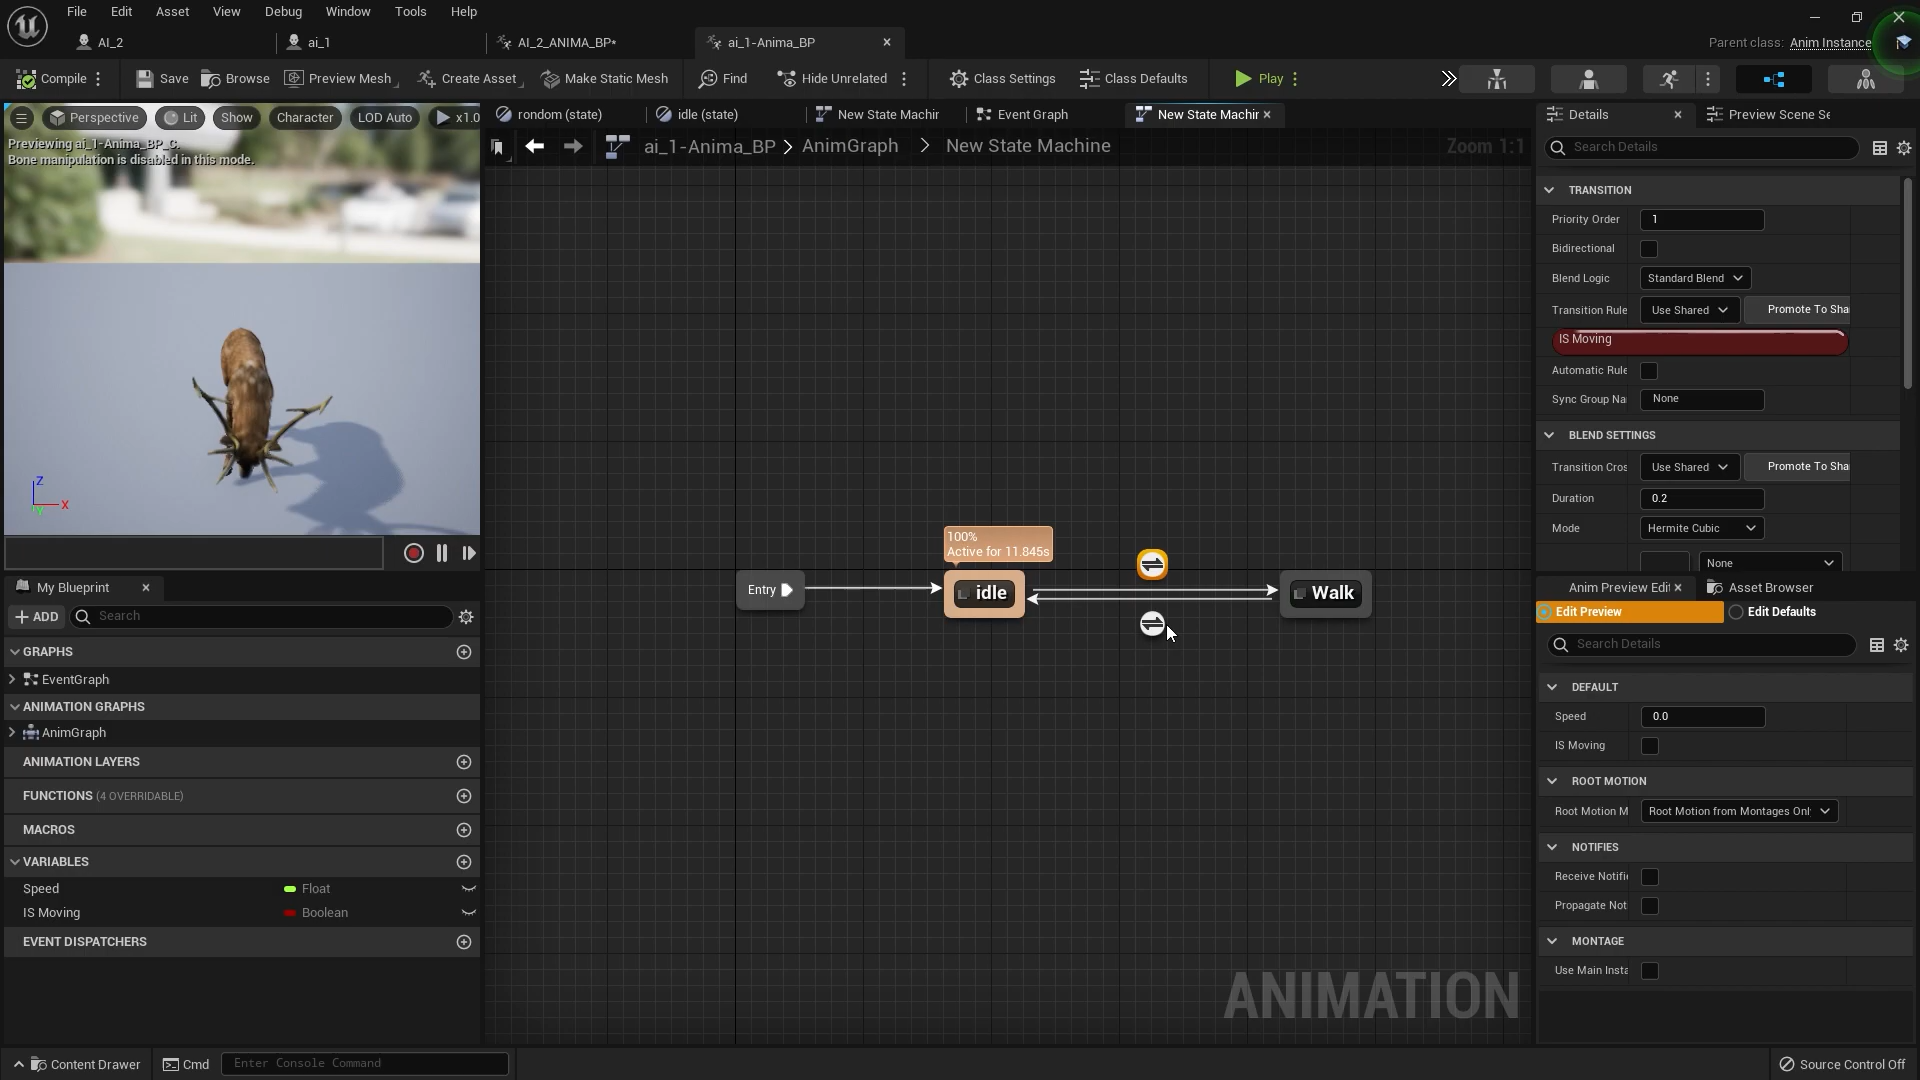 File Edit Asset View Debug Window Tools Help
AI_2
ai_1
AI_2_ANIMA_BP*
ai_1-Anima_BP
Parent class: Anim Instance
Compile
Save
Browse
Preview Mesh
Create Asset
Make Static Mesh
Find
Hide Unrelated
Class Settings
Class Defaults
Play
Perspective
Lit
Show
Character
LOD Auto
x1.0
Previewing ai_1-Anima_BP_C.
Bone manipulation is disabled in this mode.
Z
X
Y
rondom (state)
idle (state)
New State Machir
Event Graph
New State Machir
ai_1-Anima_BP > AnimGraph > New State Machine
Zoom 1:1
100%
Active for 11.845s
Entry
idle
Walk
ANIMATION
My Blueprint
ADD
Search
GRAPHS
EventGraph
ANIMATION GRAPHS
AnimGraph
ANIMATION LAYERS
FUNCTIONS (4 OVERRIDABLE)
MACROS
VARIABLES
Speed Float
IS Moving Boolean
EVENT DISPATCHERS
Details
Preview Scene Se
Search Details
TRANSITION
Priority Order 1
Bidirectional
Blend Logic Standard Blend
Transition Rule Use Shared Promote To Sha
IS Moving
Automatic Rule
Sync Group Na None
BLEND SETTINGS
Transition Cros Use Shared Promote To Sha
Duration 0.2
Mode Hermite Cubic
None
Anim Preview Edit
Asset Browser
Edit Preview
Edit Defaults
Search Details
DEFAULT
Speed 0.0
IS Moving
ROOT MOTION
Root Motion M Root Motion from Montages Onl
NOTIFIES
Receive Notifi
Propagate Not
MONTAGE
Use Main Insta
Content Drawer
Cmd
Enter Console Command
Source Control Off